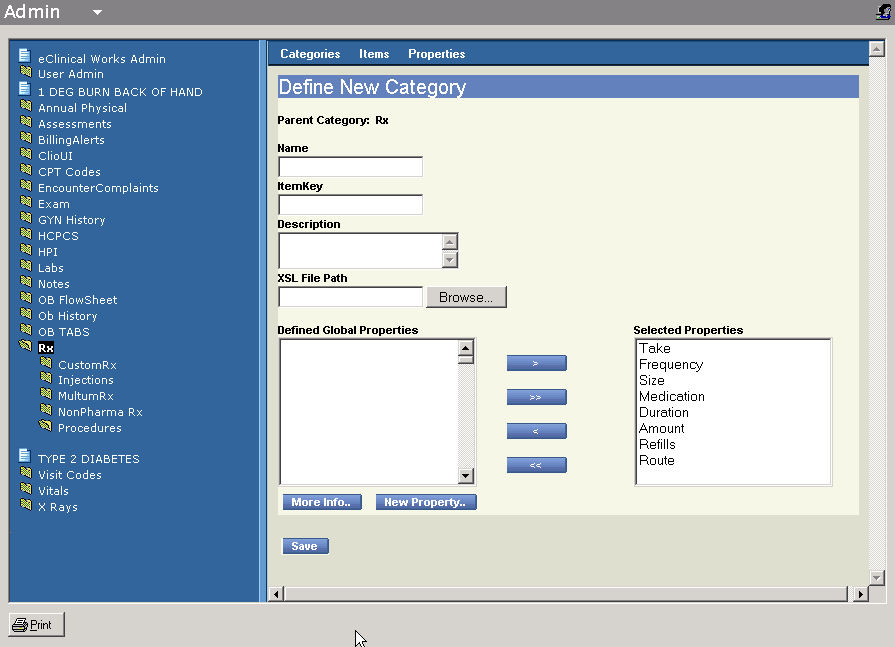 Admin
eClinical Works Admin
User Admin
1 DEG BURN BACK OF HAND
Annual Physical
Assessments
BillingAlerts
ClioUI
CPT Codes
EncounterComplaints
Exam
GYN History
HCPCS
HPI
Labs
Notes
OB FlowSheet
Ob History
OB TABS
Rx
CustomRx
Injections
MultumRx
NonPharma Rx
Procedures
TYPE 2 DIABETES
Visit Codes
Vitals
X Rays
Categories Items Properties
Define New Category
Parent Category: Rx
Name
ItemKey
Description
XSL File Path
Browse...
Defined Global Properties
>
>>
<
<<
Selected Properties
Take
Frequency
Size
Medication
Duration
Amount
Refills
Route
More Info.. New Property..
Save
Print